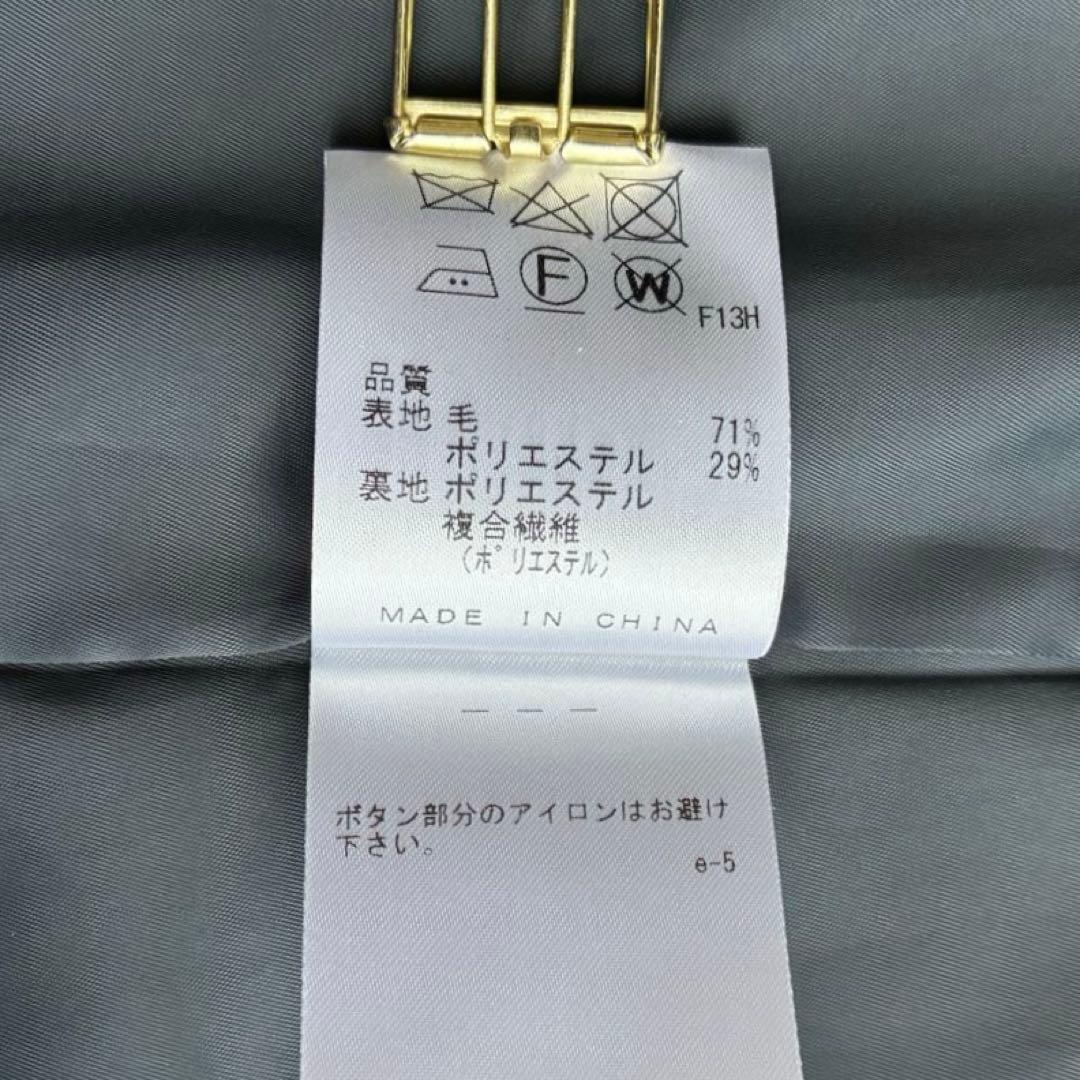 F
W
F13H
品質
表地 毛 71%
ポリエステル 29%
裏地 ポリエステル
複合繊維
(ポリエステル)
MADE IN CHINA
ボタン部分のアイロンはお避け
下さい。
e-5